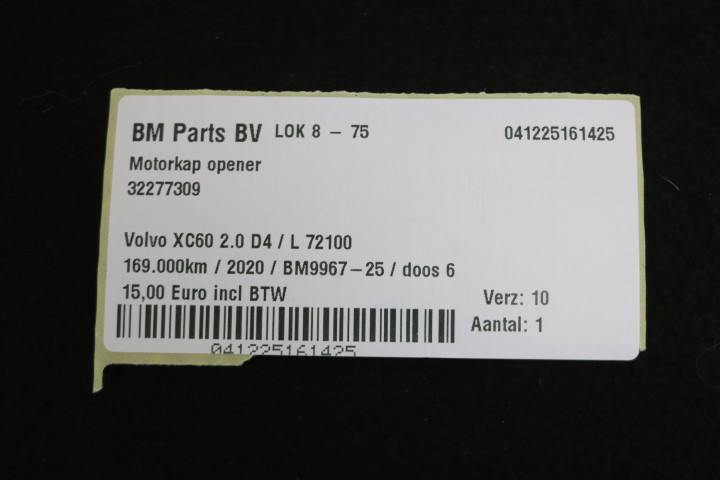 BM Parts BV LOK 8 – 75 041225161425
Motorkap opener
32277309
Volvo XC60 2.0 D4 / L 72100
169.000km / 2020 / BM9967–25 / doos 6
15,00 Euro incl BTW Verz: 10
Aantal: 1
041225161425